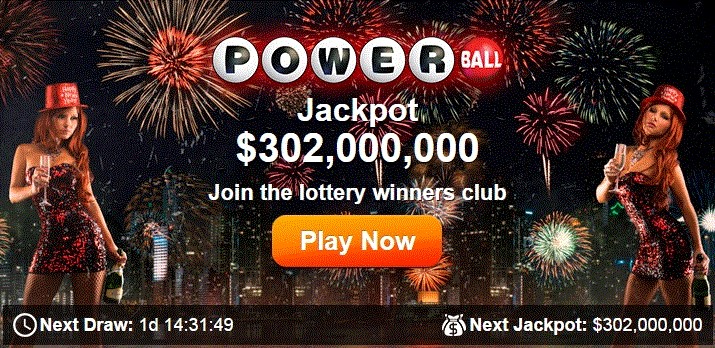 POWER BALL
Jackpot
$302,000,000
Join the lottery winners club
Play Now
Next Draw: 1d 14:31:49
Next Jackpot: $302,000,000